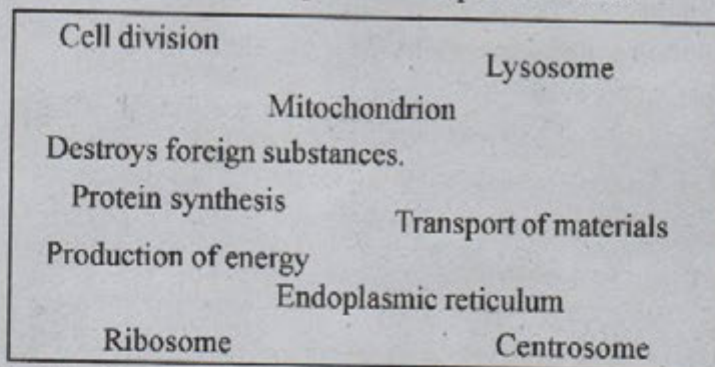 Cell division
Lysosome
Mitochondrion
Destroys foreign substances.
Protein synthesis
Transport of materials
Production of energy
Endoplasmic reticulum
Ribosome
Centrosome